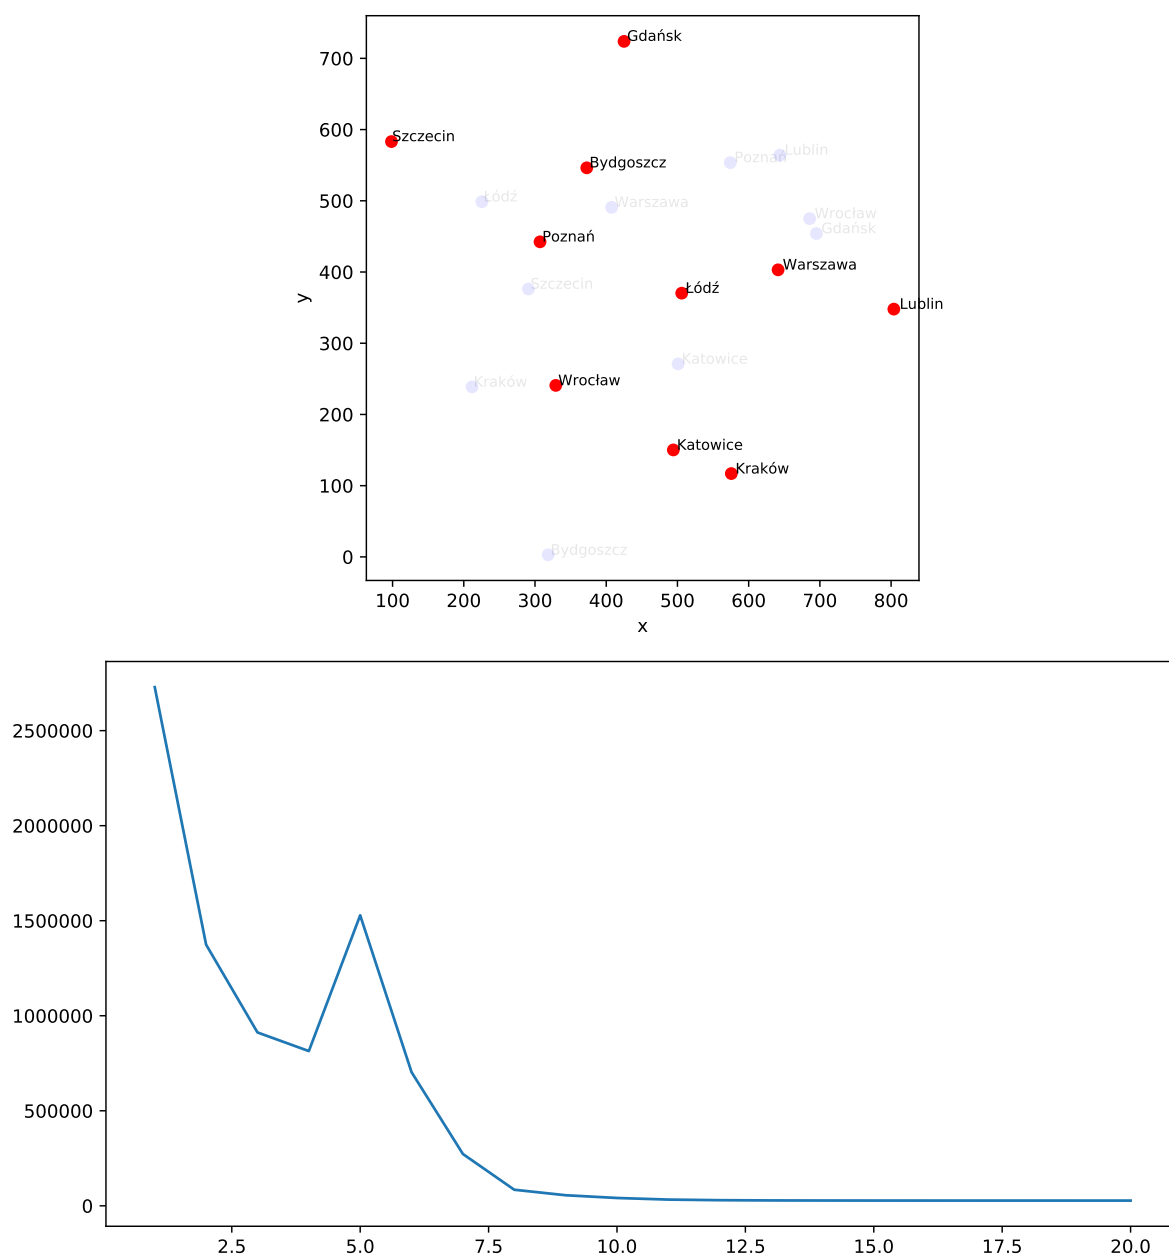 Gdańsk
700
600
Szczecin
Bydgoszcz
Poznań
Lublin
500
Łódź
Warszawa
Wrocław
Gdańsk
Poznań
400
Warszawa
Szczecin
Łódź
Lublin
y
300
Katowice
Kraków
Wrocław
200
Katowice
Kraków
100
Bydgoszcz
0
100 200 300 400 500 600 700 800
x
2500000
2000000
1500000
1000000
500000
0
2.5 5.0 7.5 10.0 12.5 15.0 17.5 20.0